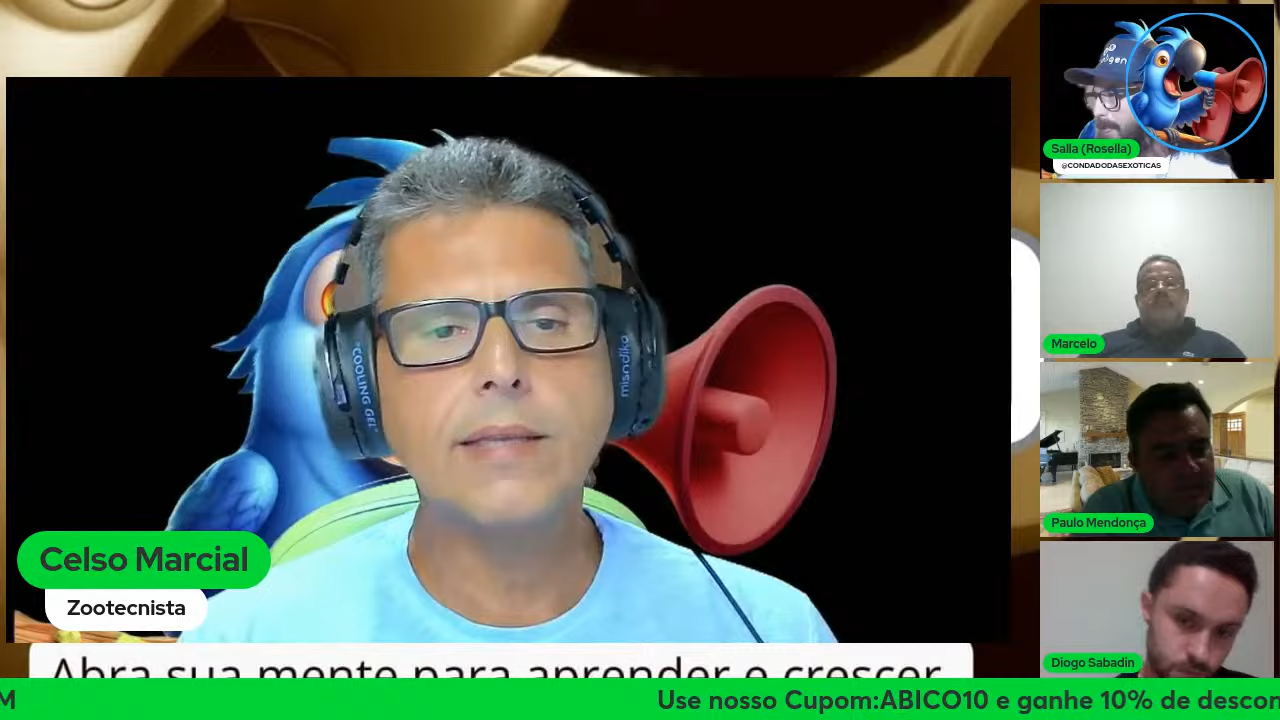 Salla (Rosella)
@CONDADODASEXOTICAS
Marcelo
"COOLING GEL
misndiko
Paulo Mendonça
Celso Marcial
Zootecnista
Diogo Sabadin
Abra sua mente para aprender e crescer
M
Use nosso Cupom:ABICO10 e ganhe 10% de descon